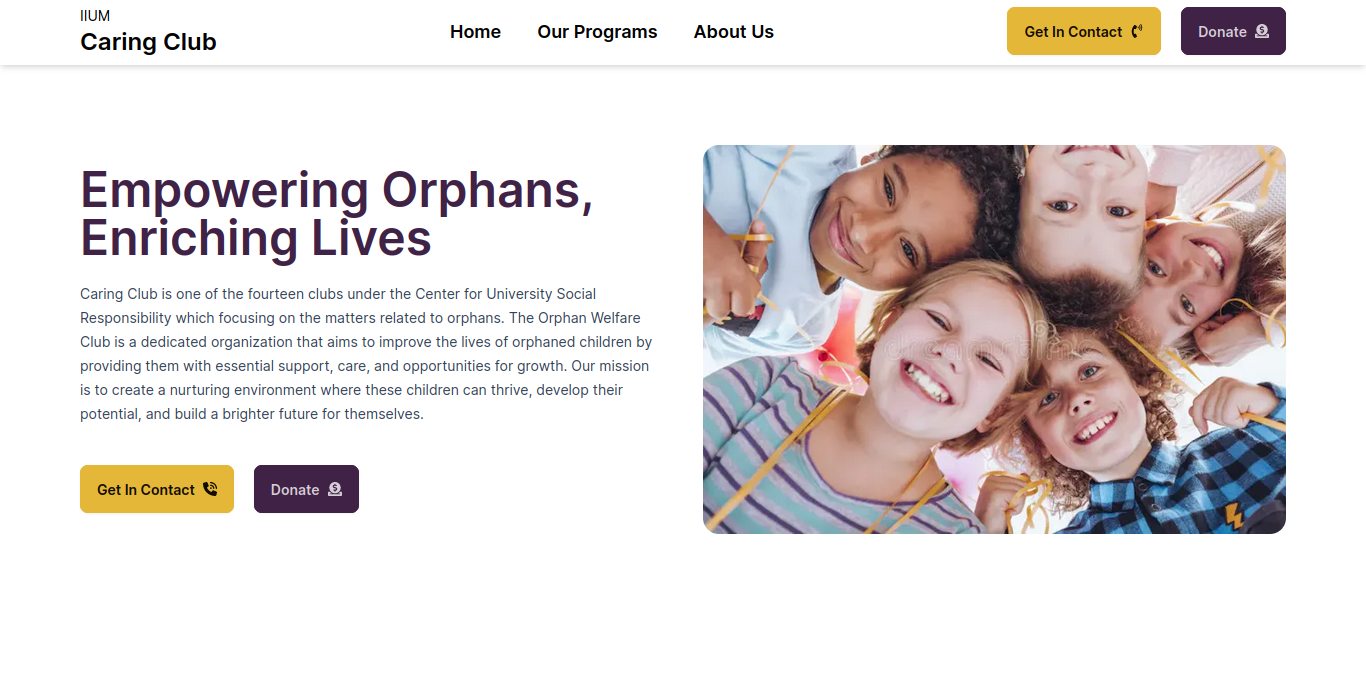 IIUM
Caring Club
Home
Our Programs
About Us
Get In Contact
Donate
Empowering Orphans,
Enriching Lives
Caring Club is one of the fourteen clubs under the Center for University Social
Responsibility which focusing on the matters related to orphans. The Orphan Welfare
Club is a dedicated organization that aims to improve the lives of orphaned children by
providing them with essential support, care, and opportunities for growth. Our mission
is to create a nurturing environment where these children can thrive, develop their
potential, and build a brighter future for themselves.
Get In Contact
Donate